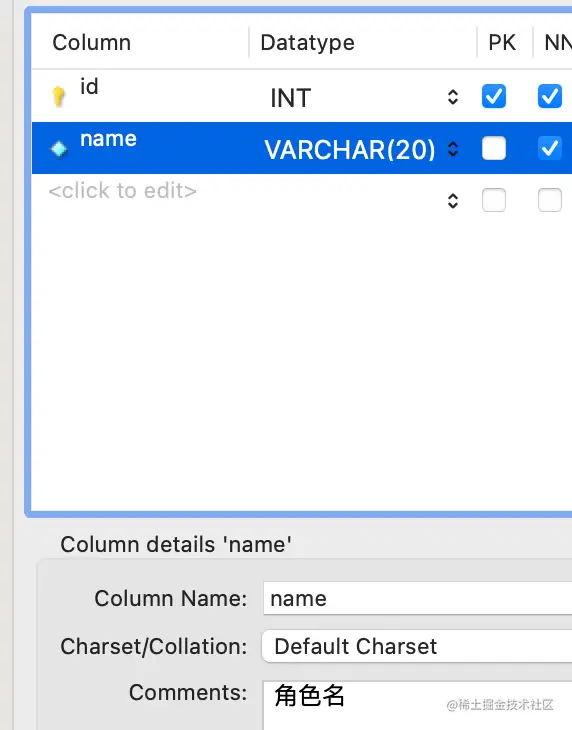 Column Datatype PK NN
id INT
name VARCHAR(20)
<click to edit>
Column details 'name'
Column Name: name
Charset/Collation: Default Charset
Comments: 角色名
@稀土掘金技术社区